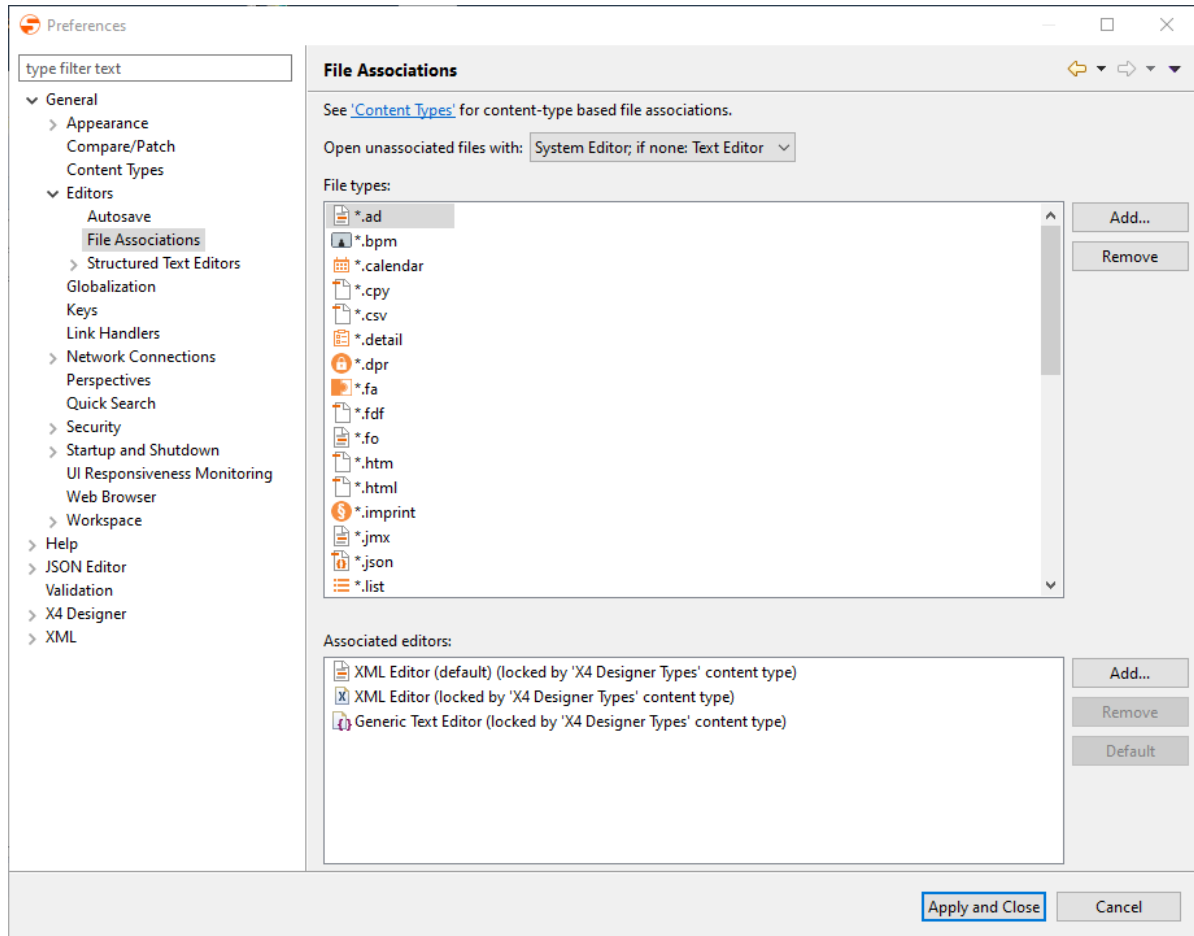 Preferences
type filter text
General
Appearance
Compare/Patch
Content Types
Editors
Autosave
File Associations
Structured Text Editors
Globalization
Keys
Link Handlers
Network Connections
Perspectives
Quick Search
Security
Startup and Shutdown
UI Responsiveness Monitoring
Web Browser
Workspace
Help
JSON Editor
Validation
X4 Designer
XML
File Associations
See 'Content Types' for content-type based file associations.
Open unassociated files with: System Editor; if none: Text Editor
File types:
*.ad
*.bpm
*.calendar
*.cpy
*.csv
*.detail
*.dpr
*.fa
*.fdf
*.fo
*.htm
*.html
*.imprint
*.jmx
*.json
*.list
Add...
Remove
Associated editors:
XML Editor (default) (locked by 'X4 Designer Types' content type)
XML Editor (locked by 'X4 Designer Types' content type)
Generic Text Editor (locked by 'X4 Designer Types' content type)
Add...
Remove
Default
Apply and Close
Cancel